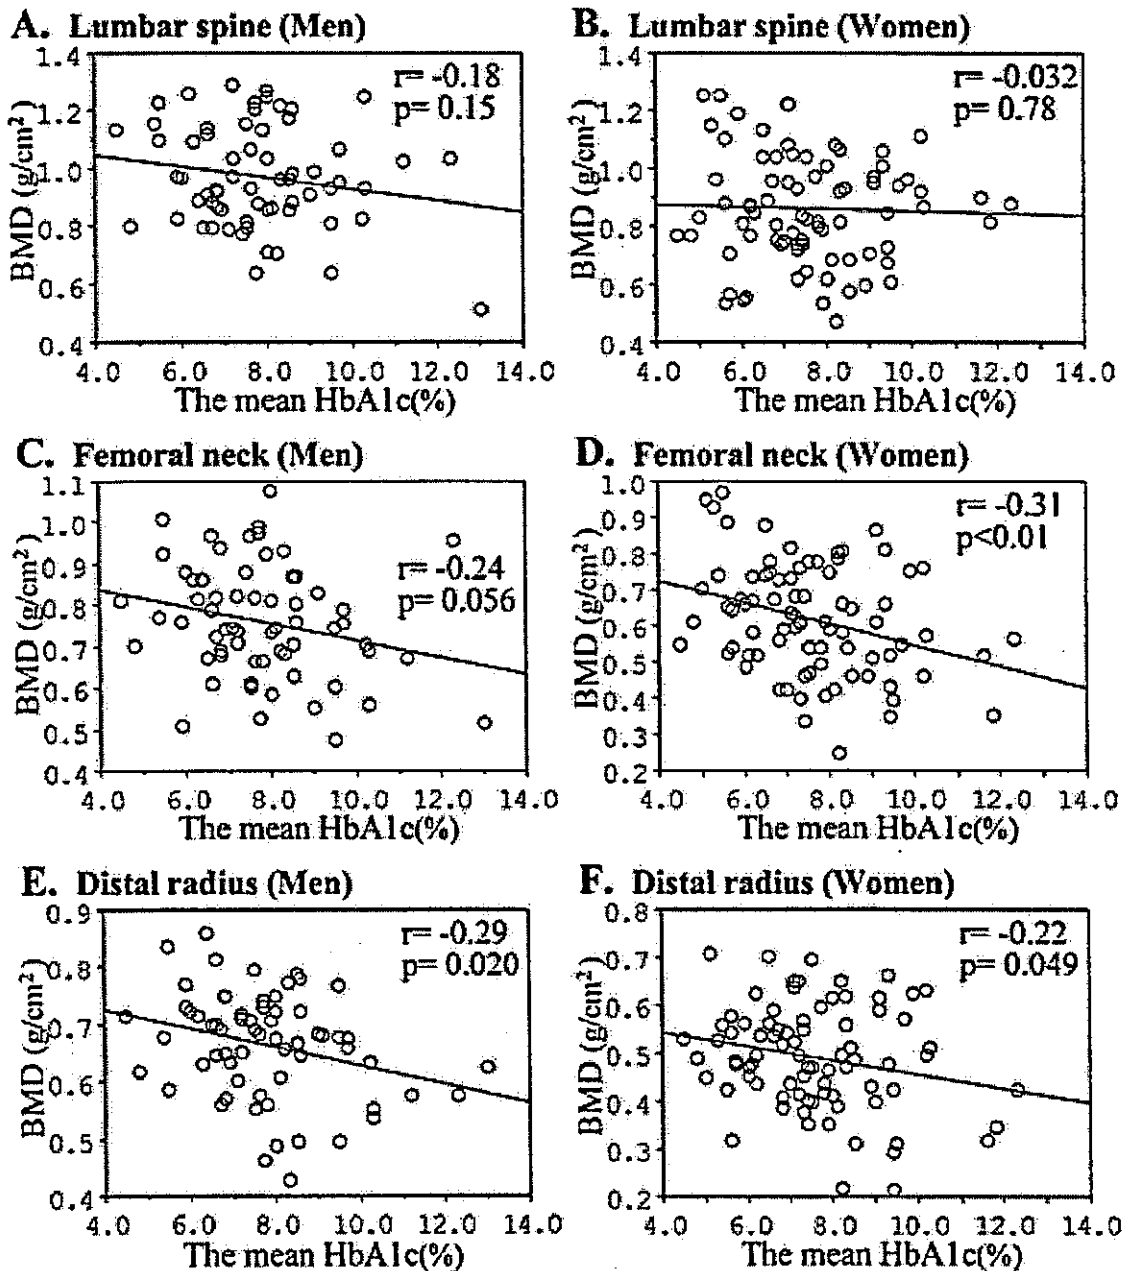 A. Lumbar spine (Men)
1.4
1.2
1.0
0.8
0.6
0.4
BMD (g/cm²)
r= -0.18
p= 0.15
4.0 6.0 8.0 10.0 12.0 14.0
The mean HbA1c(%)
B. Lumbar spine (Women)
1.4
1.2
1.0
0.8
0.6
0.4
BMD (g/cm²)
r= -0.032
p= 0.78
4.0 6.0 8.0 10.0 12.0 14.0
The mean HbA1c(%)
C. Femoral neck (Men)
1.1
1.0
0.9
0.8
0.7
0.6
0.5
0.4
BMD (g/cm²)
r= -0.24
p= 0.056
4.0 6.0 8.0 10.0 12.0 14.0
The mean HbA1c(%)
D. Femoral neck (Women)
1.0
0.9
0.8
0.7
0.6
0.5
0.4
0.3
0.2
BMD (g/cm²)
r= -0.31
p<0.01
4.0 6.0 8.0 10.0 12.0 14.0
The mean HbA1c(%)
E. Distal radius (Men)
0.9
0.8
0.7
0.6
0.5
0.4
BMD (g/cm²)
r= -0.29
p= 0.020
4.0 6.0 8.0 10.0 12.0 14.0
The mean HbA1c(%)
F. Distal radius (Women)
0.8
0.7
0.6
0.5
0.4
0.3
0.2
BMD (g/cm²)
r= -0.22
p= 0.049
4.0 6.0 8.0 10.0 12.0 14.0
The mean HbA1c(%)